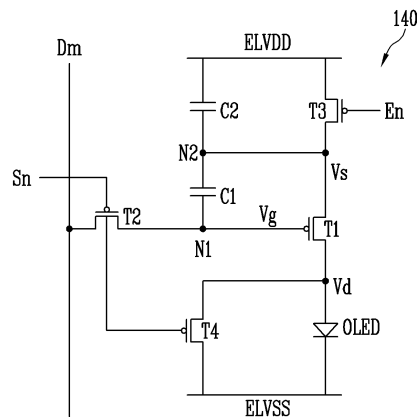 140
Dm
ELVDD
C2
T3
En
N2
Vs
Sn
C1
T2
Vg
N1
T1
Vd
T4
OLED
ELVSS